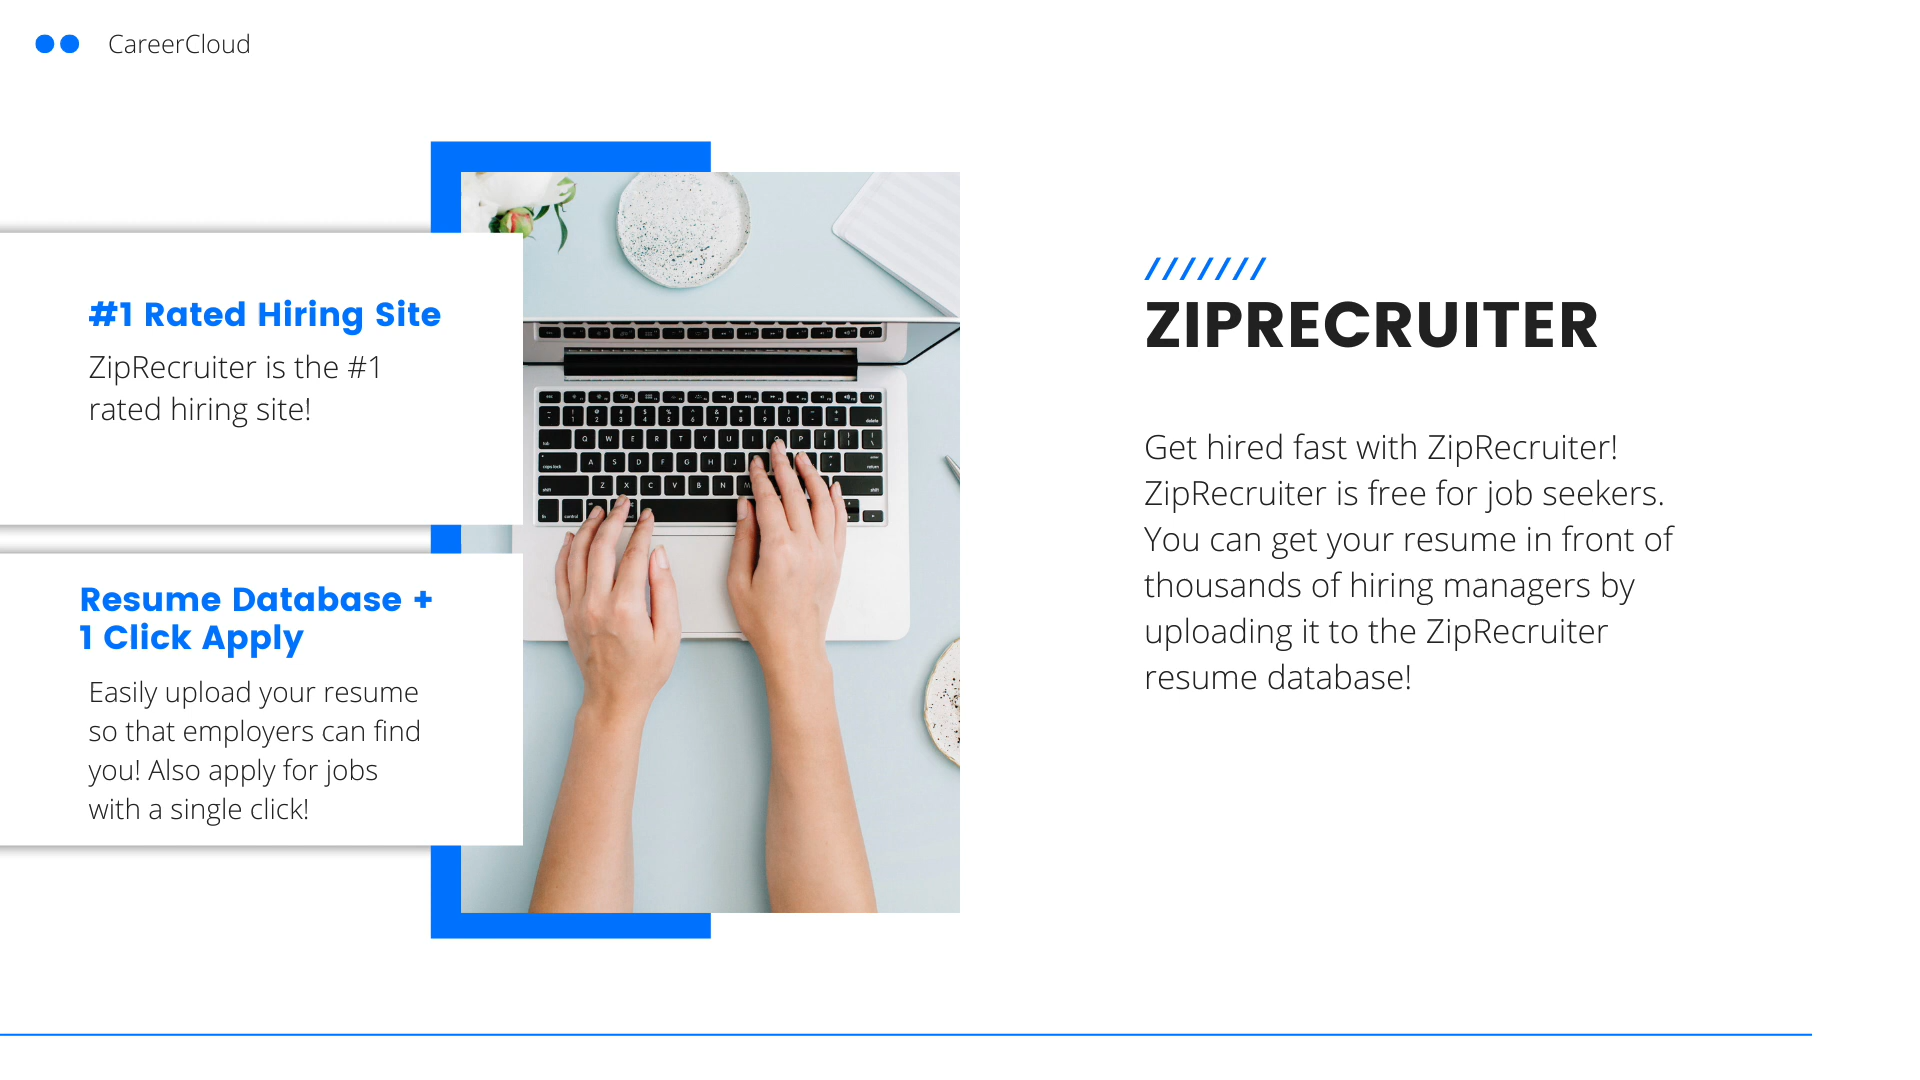 CareerCloud
#1 Rated Hiring Site
ZipRecruiter is the #1
rated hiring site!
Resume Database +
1 Click Apply
Easily upload your resume
so that employers can find
you! Also apply for jobs
with a single click!
///////
ZIPRECRUITER
Get hired fast with ZipRecruiter!
ZipRecruiter is free for job seekers.
You can get your resume in front of
thousands of hiring managers by
uploading it to the ZipRecruiter
resume database!